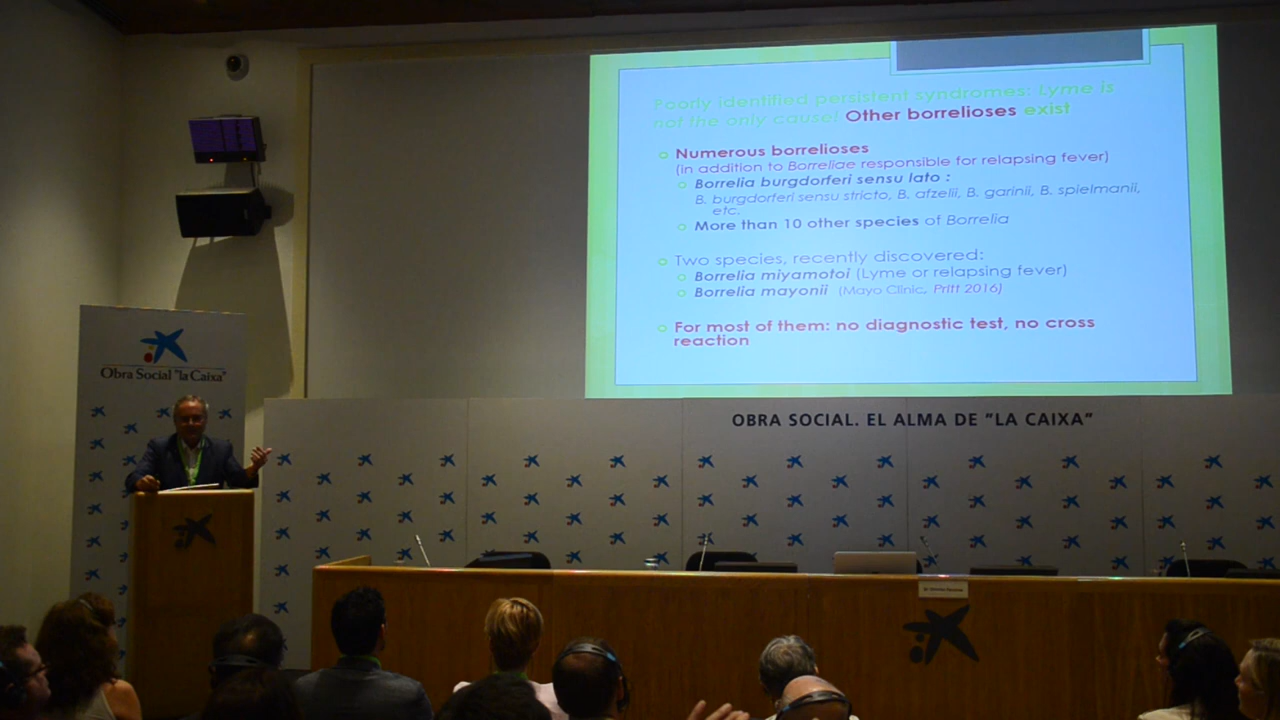 Poorly identified persistent syndromes: Lyme is
not the only cause! Other borrelioses exist
Numerous borrelioses
(in addition to Borreliae responsible for relapsing fever)
Borrelia burgdorferi sensu lato :
B. burgdorferi sensu stricto, B. afzelii, B. garinii, B. spielmanii,
etc.
More than 10 other species of Borrelia
Two species, recently discovered:
Borrelia miyamotoi (Lyme or relapsing fever)
Borrelia mayonii (Mayo Clinic, Pritt 2016)
For most of them: no diagnostic test, no cross
reaction
Obra Social "la Caixa"
OBRA SOCIAL. EL ALMA DE "LA CAIXA"